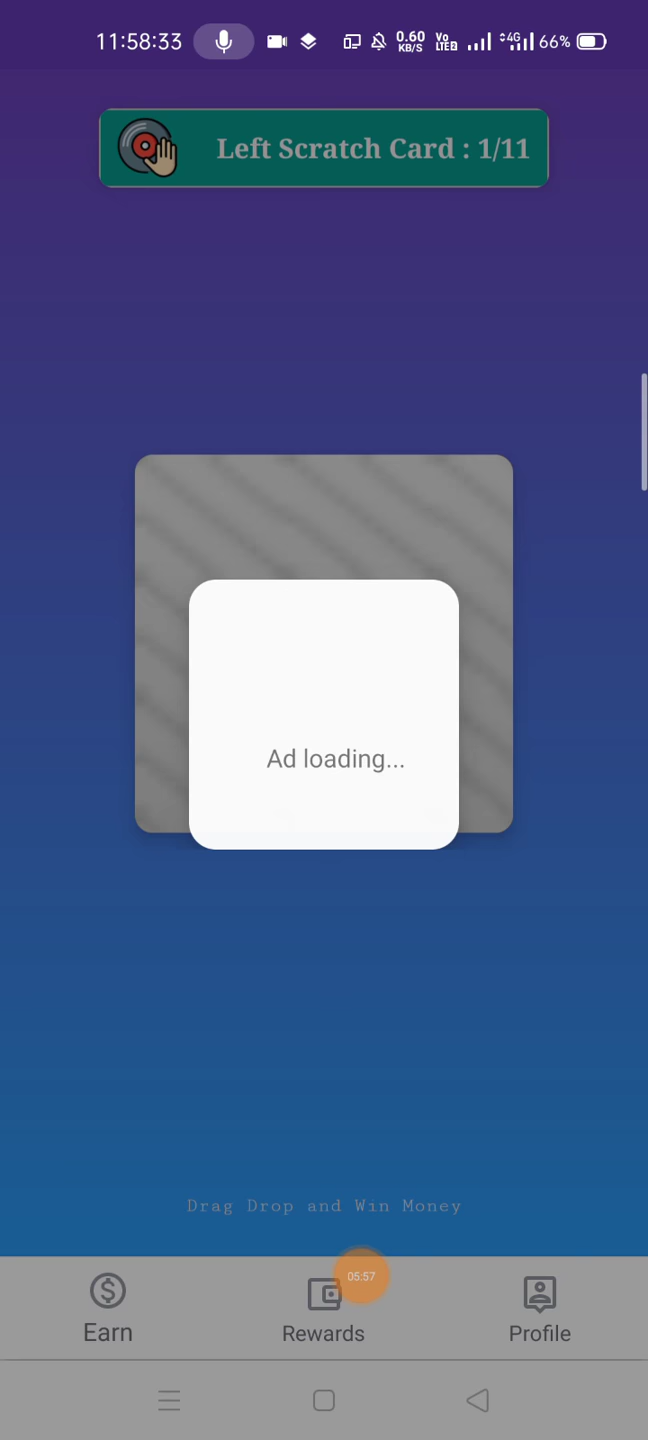 11:58:33 0.60 KB/S Vo LTE2 4G 66%
Left Scratch Card : 1/11
Ad loading...
Drag Drop and Win Money
05:57
Earn Rewards Profile